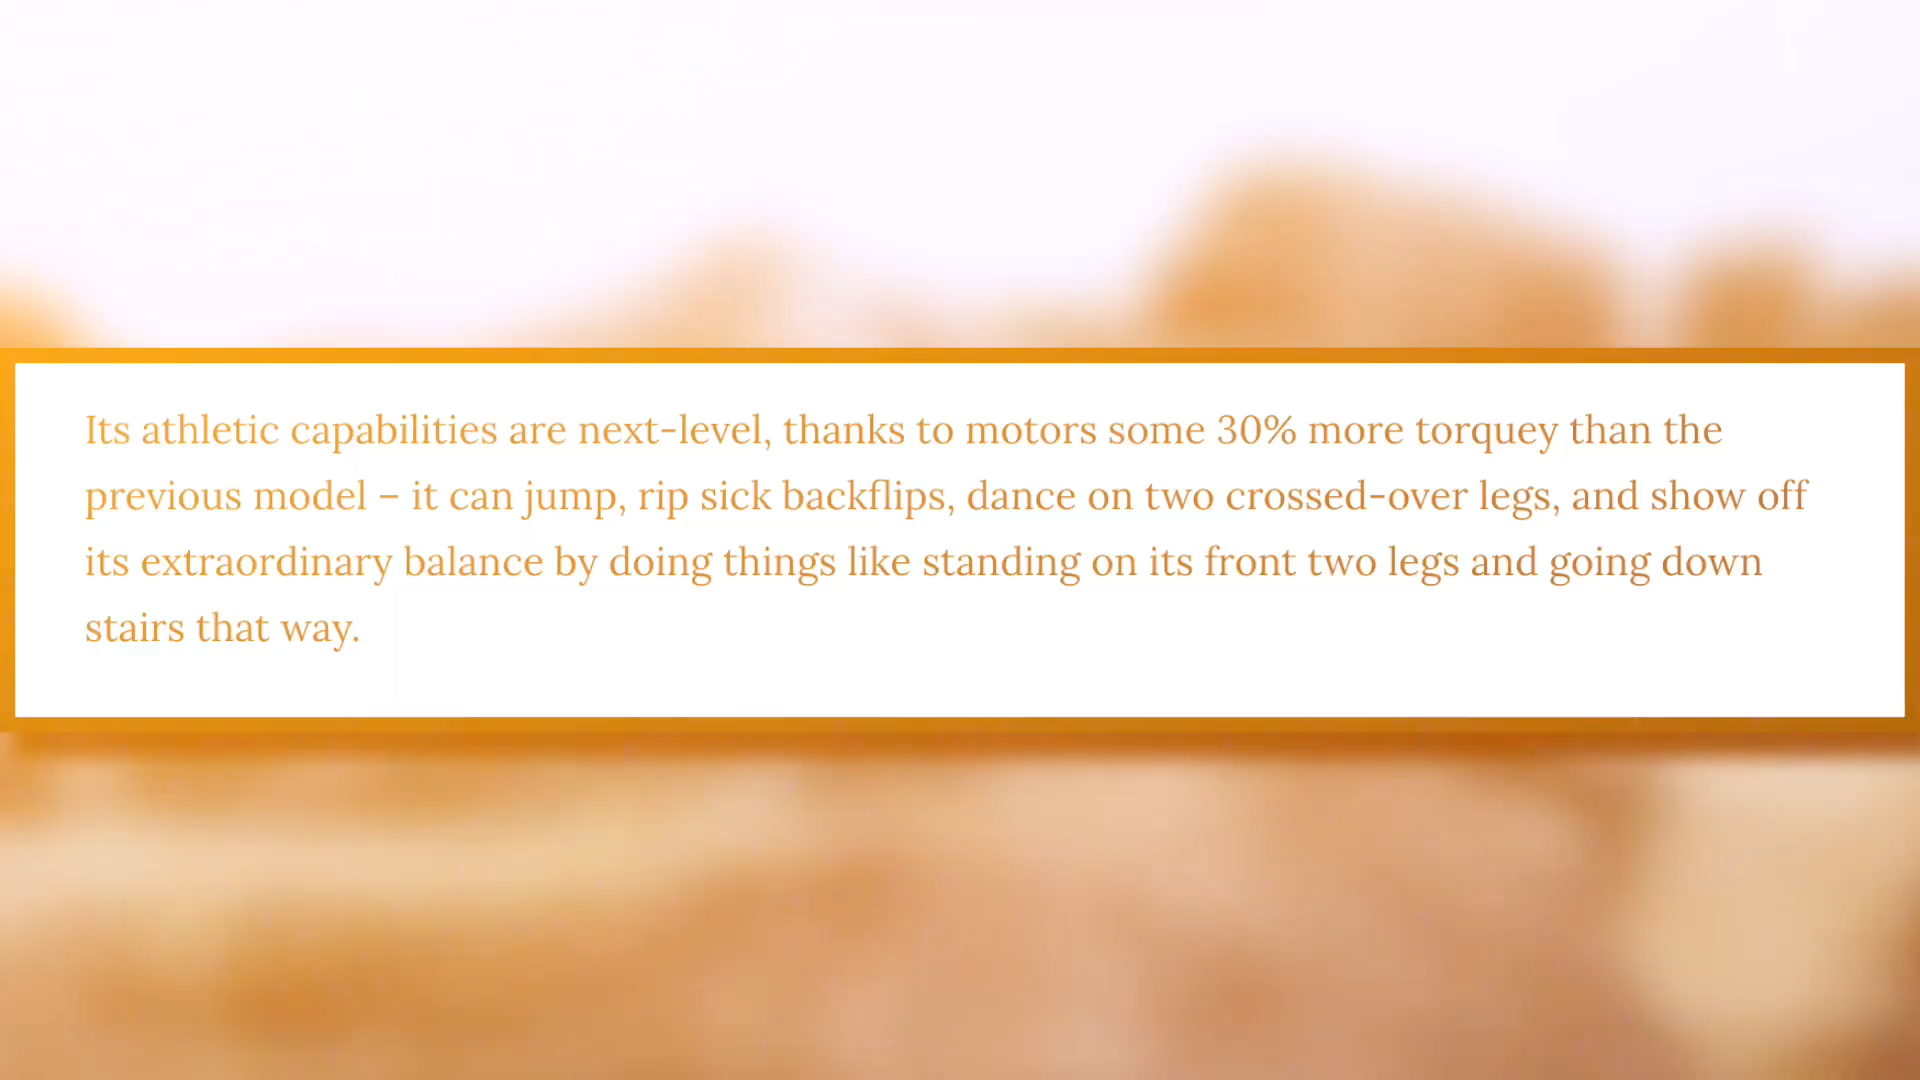 Its athletic capabilities are next-level, thanks to motors some 30% more torquey than the
previous model – it can jump, rip sick backflips, dance on two crossed-over legs, and show off
its extraordinary balance by doing things like standing on its front two legs and going down
stairs that way.